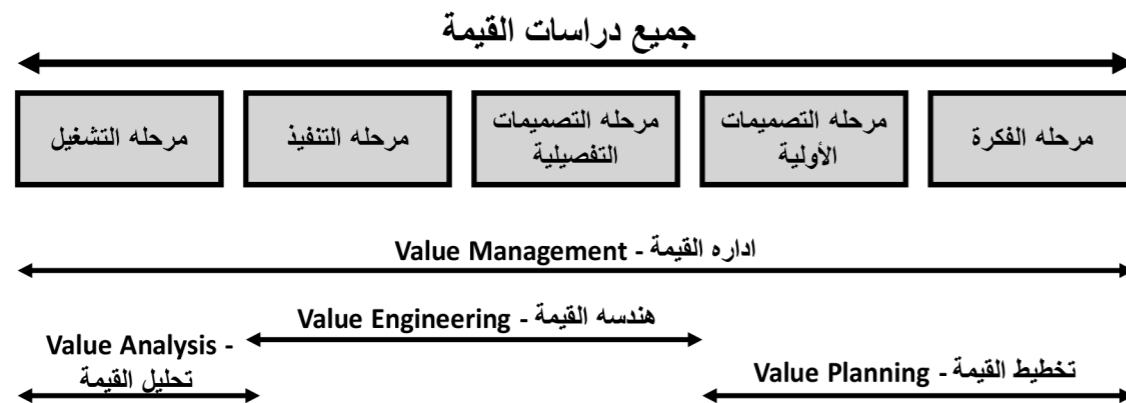 جميع دراسات القيمة
مرحله الفكرة
مرحله التصميمات
الأولية
مرحله التصميمات
التفصيلية
مرحله التنفيذ
مرحله التشغيل
اداره القيمة - Value Management
هندسه القيمة - Value Engineering
Value Analysis -
تحليل القيمة
تخطيط القيمة - Value Planning